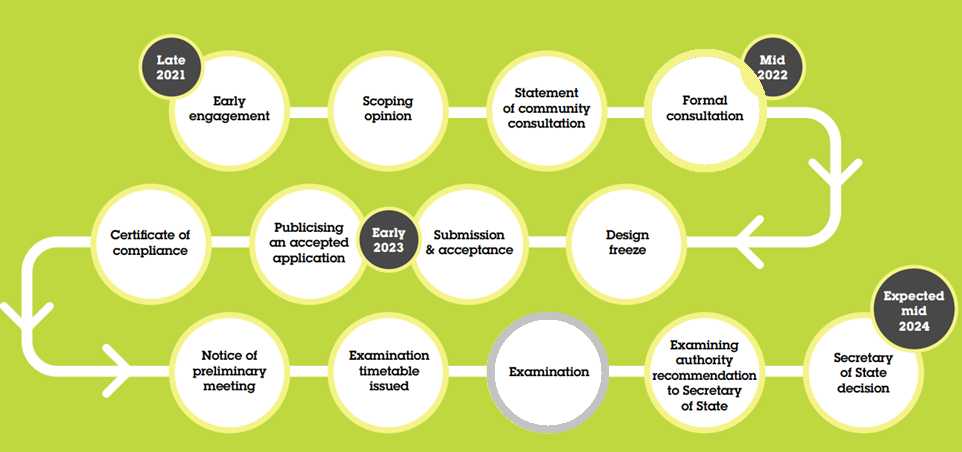 Late
2021
Early
engagement
Scoping
opinion
Statement
of community
consultation
Formal
consultation
Mid
2022
Design
freeze
Submission
& acceptance
Early
2023
Publicising
an accepted
application
Certificate of
compliance
Notice of
preliminary
meeting
Examination
timetable
issued
Examination
Examining
authority
recommendation
to Secretary
of State
Secretary
of State
decision
Expected
mid
2024